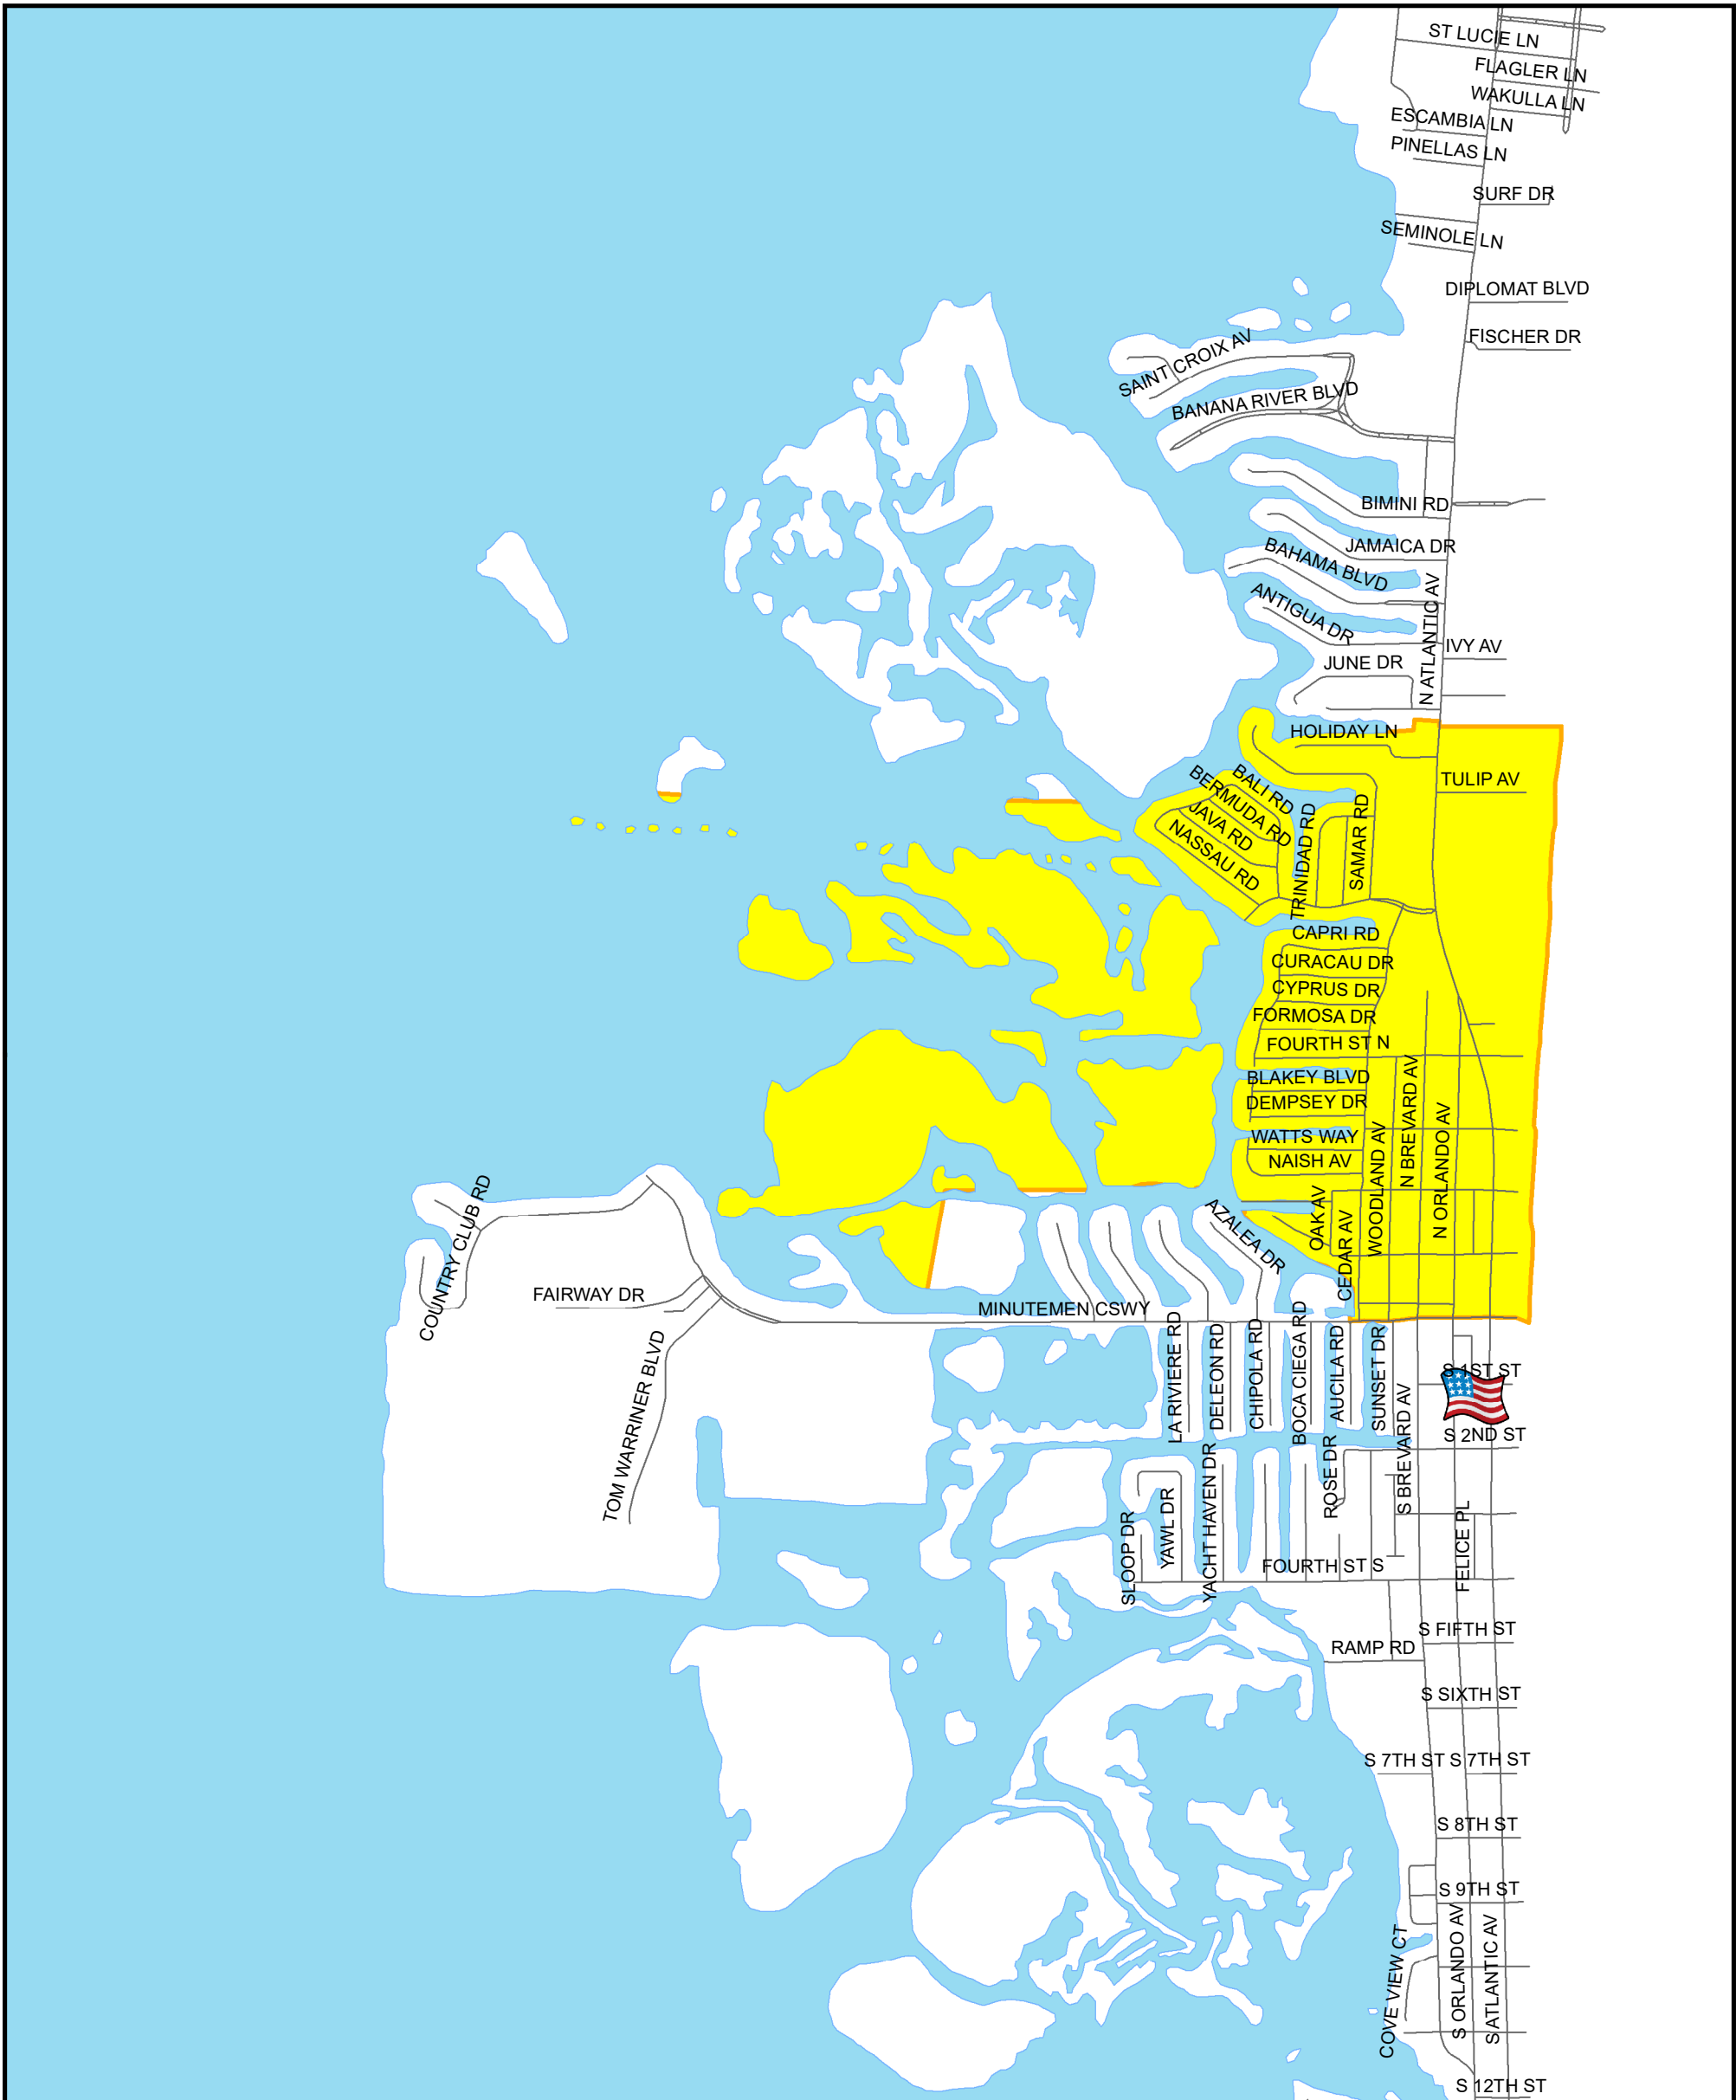 ST LUCIE LN
FLAGLER LN
WAKULLA LN
ESCAMBIA LN
PINELLAS LN
SURF DR
SEMINOLE LN
DIPLOMAT BLVD
FISCHER DR
SAINT CROIX AV
BANANA RIVER BLVD
BIMINI RD
JAMAICA DR
BAHAMA BLVD
ANTIGUA DR
N ATLANTIC AV
IVY AV
JUNE DR
HOLIDAY LN
TULIP AV
BALI RD
BERMUDA RD
JAVA RD
NASSAU RD
TRINIDAD RD
SAMAR RD
CAPRI RD
CURACAU DR
CYPRUS DR
FORMOSA DR
FOURTH ST N
BLAKEY BLVD
DEMPSEY DR
WATTS WAY
NAISH AV
WOODLAND AV
N BREVARD AV
N ORLANDO AV
OAK AV
CEDAR AV
AZALEA DR
COUNTRY CLUB RD
FAIRWAY DR
MINUTEMEN CSWY
TOM WARRINER BLVD
LA RIVIERE RD
DELEON RD
CHIPOLA RD
BOCA CIEGA RD
AUCILA RD
SUNSET DR
S BREVARD AV
S 1ST ST
S 2ND ST
ROSE DR
YACHT HAVEN DR
YAWL DR
SLOOP DR
FOURTH ST S
FELICE PL
S FIFTH ST
RAMP RD
S SIXTH ST
S 7TH ST
S 7TH ST
S 8TH ST
S 9TH ST
COVE VIEW CT
S ORLANDO AV
S ATLANTIC AV
S 12TH ST